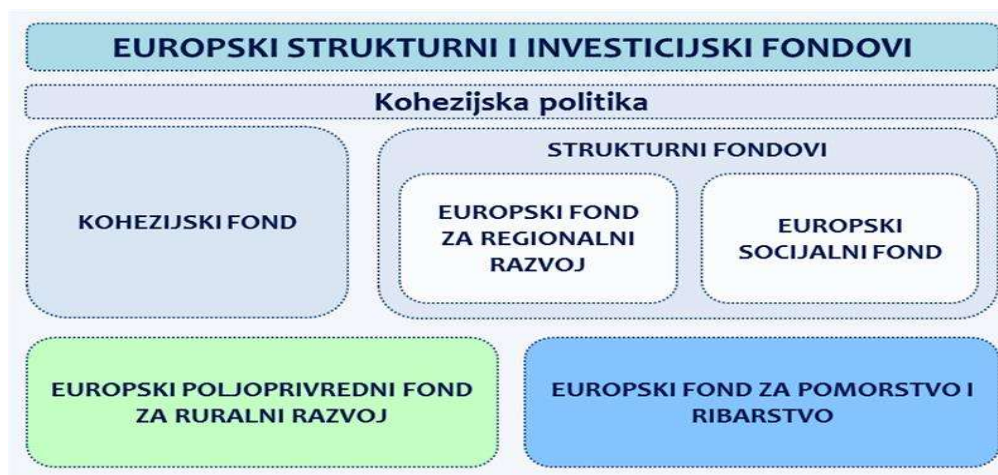 EUROPSKI STRUKTURNI I INVESTICIJSKI FONDOVI
Kohezijska politika
KOHEZIJSKI FOND
STRUKTURNI FONDOVI
EUROPSKI FOND
ZA REGIONALNI
RAZVOJ
EUROPSKI
SOCIJALNI FOND
EUROPSKI POLJOPRIVREDNI FOND
ZA RURALNI RAZVOJ
EUROPSKI FOND ZA POMORSTVO I
RIBARSTVO